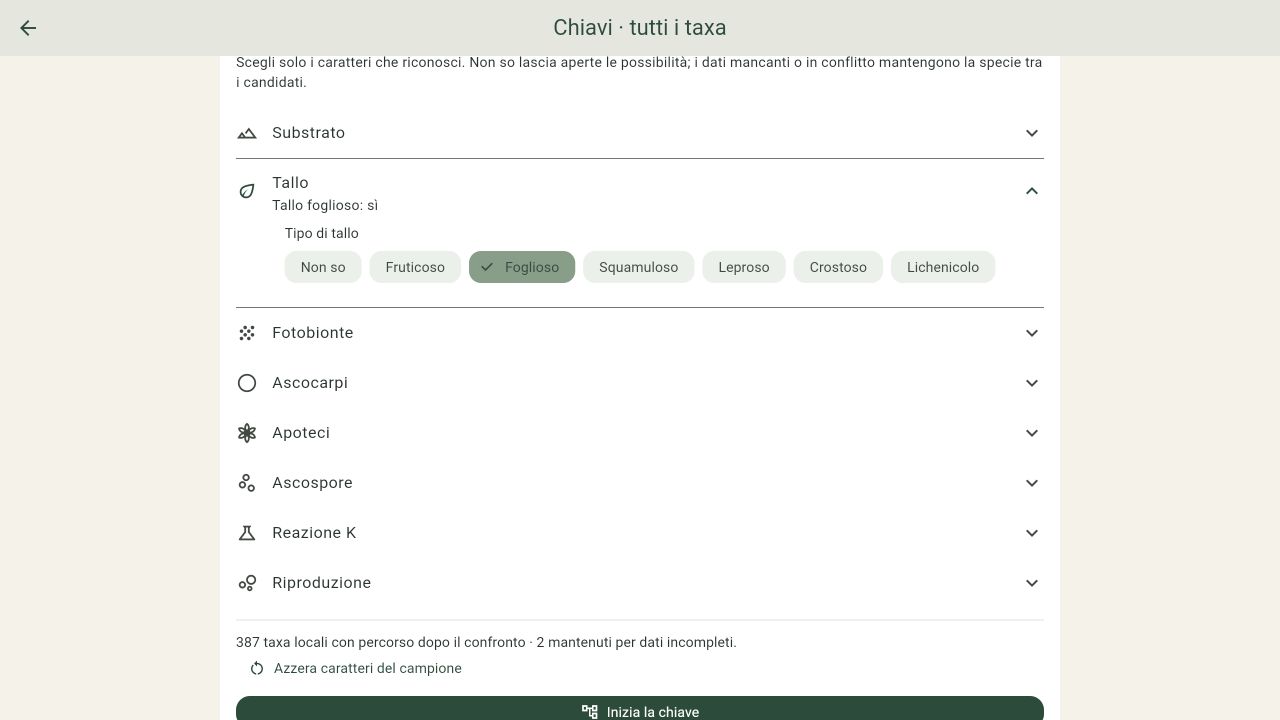 Chiavi · tutti i taxa
Scegli solo i caratteri che riconosci. Non so lascia aperte le possibilità; i dati mancanti o in conflitto mantengono la specie tra
i candidati.
Substrato
Tallo
Tallo foglioso: sì
Tipo di tallo
Non so Fruticoso Foglioso Squamuloso Leproso Crostoso Lichenicolo
Fotobionte
Ascocarpi
Apoteci
Ascospore
Reazione K
Riproduzione
387 taxa locali con percorso dopo il confronto · 2 mantenuti per dati incompleti.
Azzera caratteri del campione
Inizia la chiave